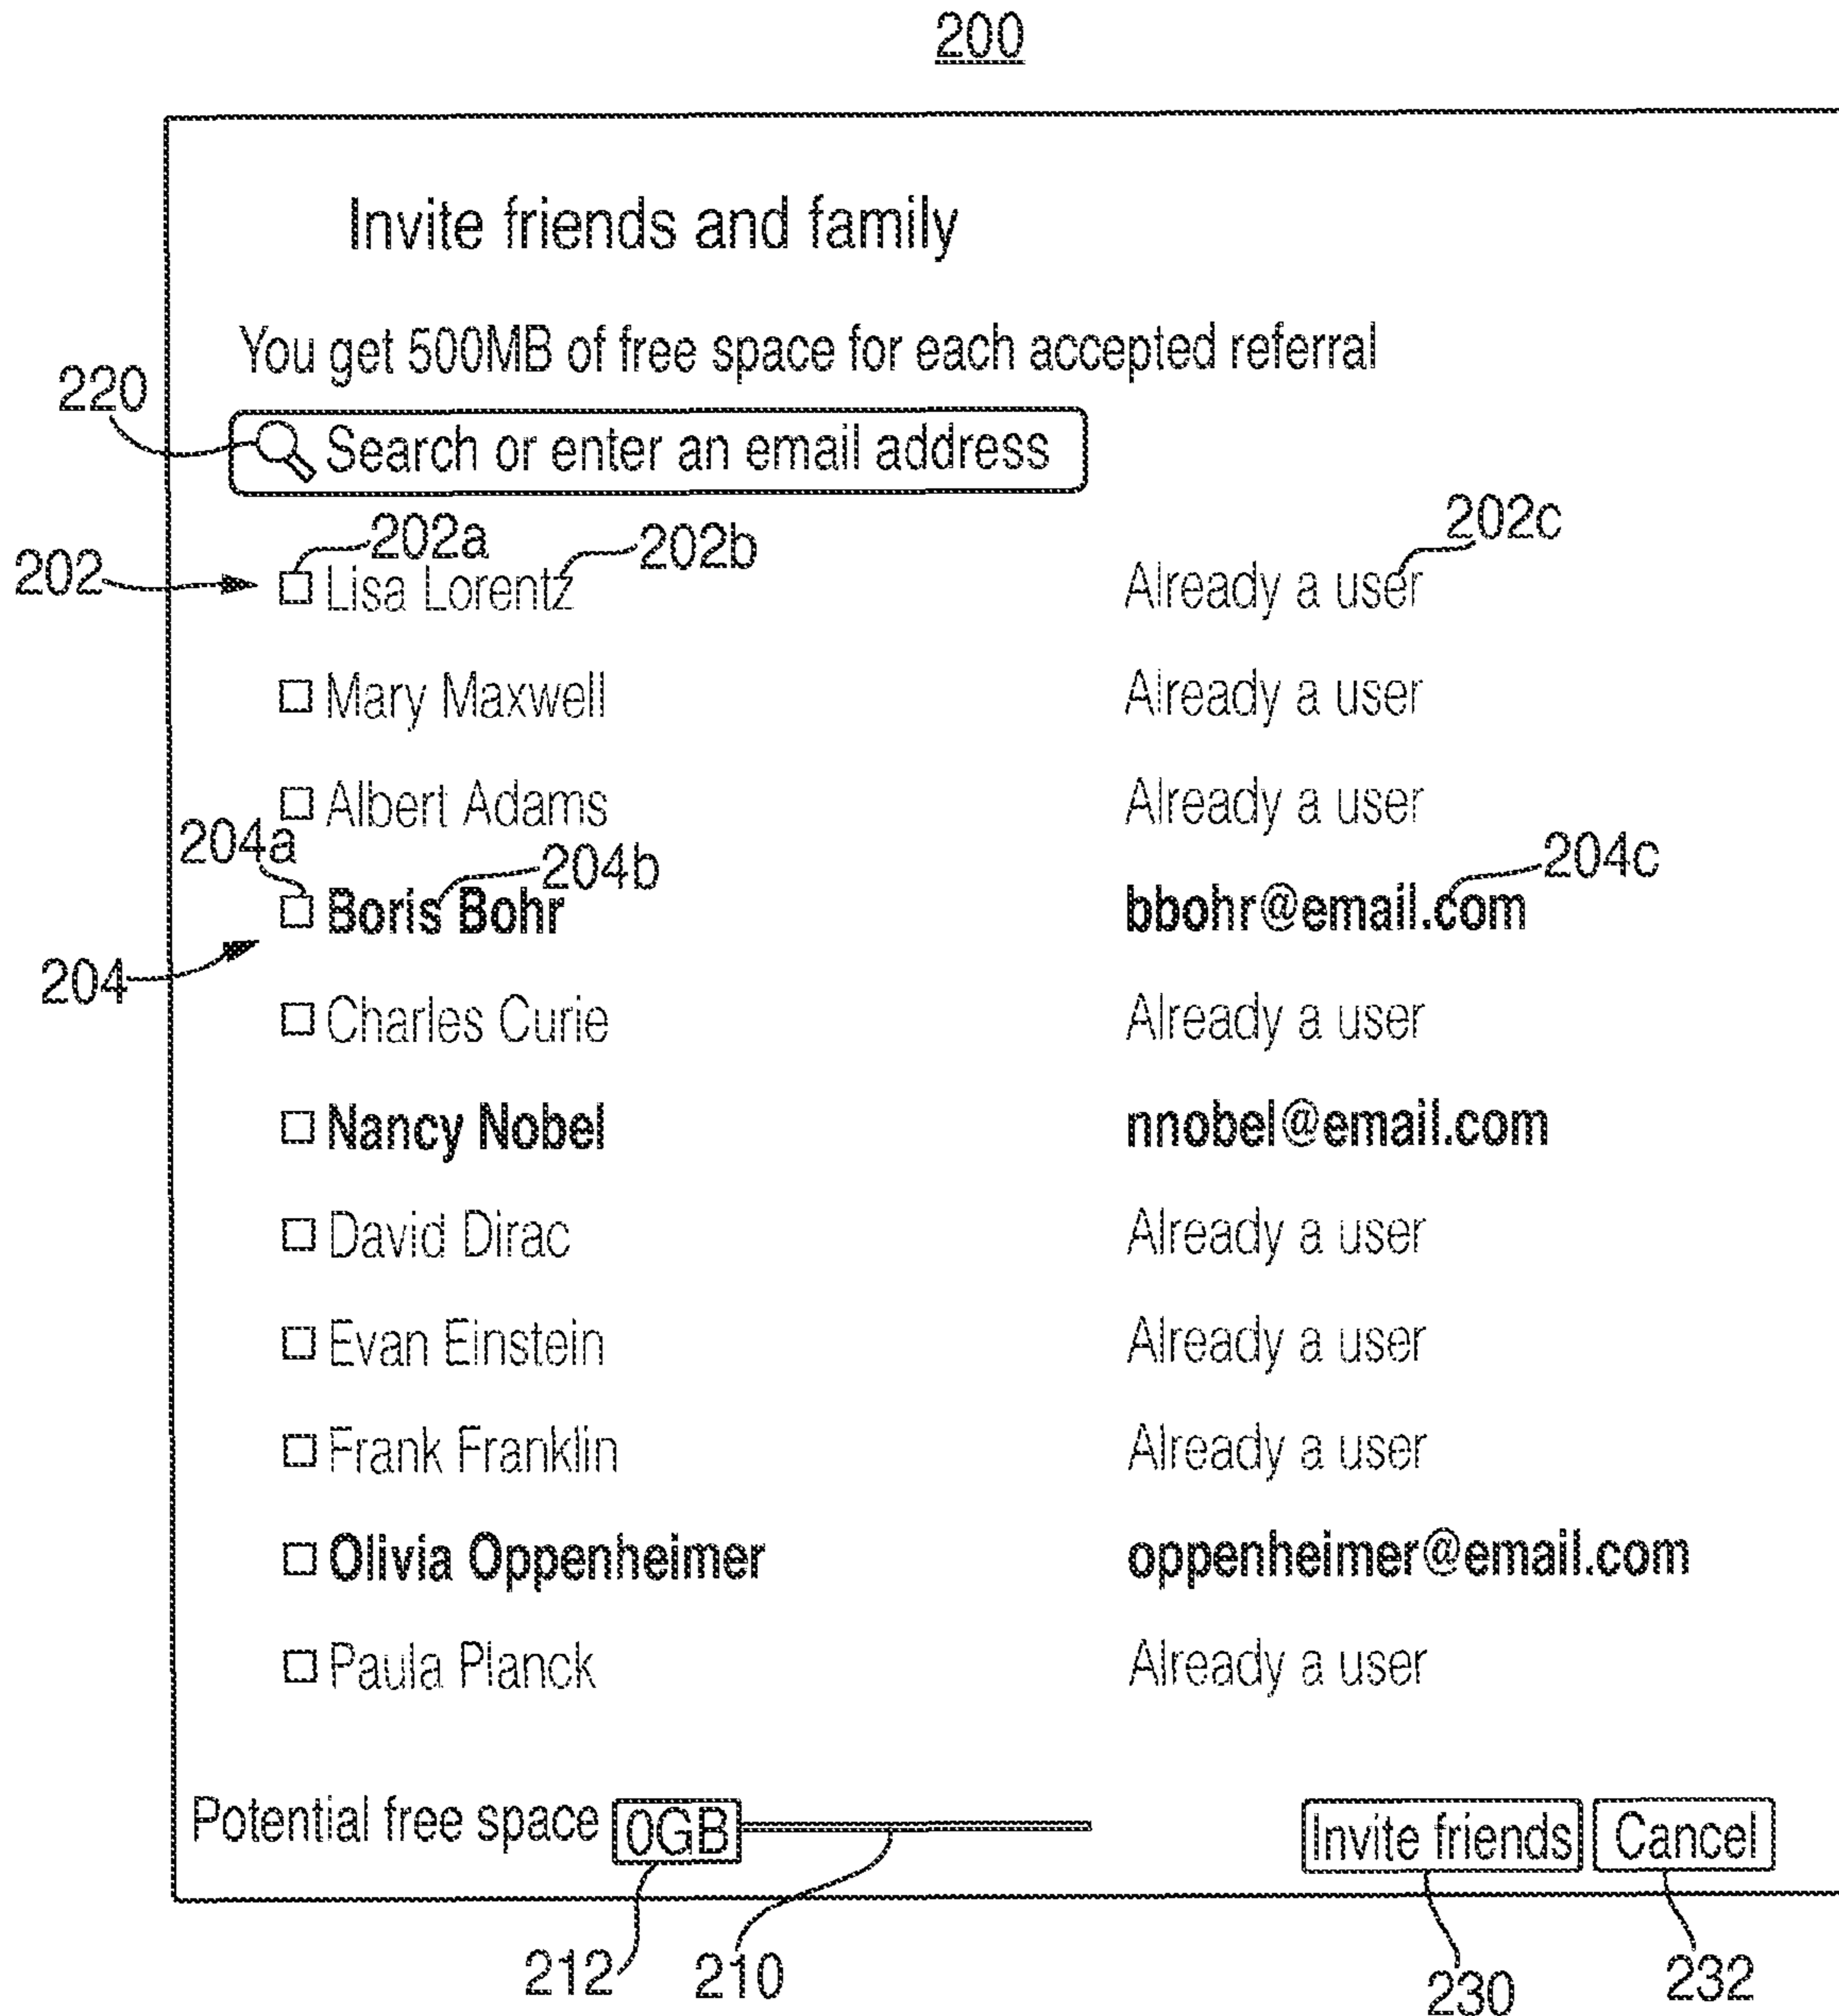 200
Invite friends and family
You get 500MB of free space for each accepted referral
220
Search or enter an email address
202a 202b 202c
202 Lisa Lorentz Already a user
Mary Maxwell Already a user
Albert Adams Already a user
204a 204b 204c
Boris Bohr bbohr@email.com
204
Charles Curie Already a user
Nancy Nobel nnobel@email.com
David Dirac Already a user
Evan Einstein Already a user
Frank Franklin Already a user
Olivia Oppenheimer oppenheimer@email.com
Paula Planck Already a user
Potential free space 0GB Invite friends Cancel
212 210 230 232